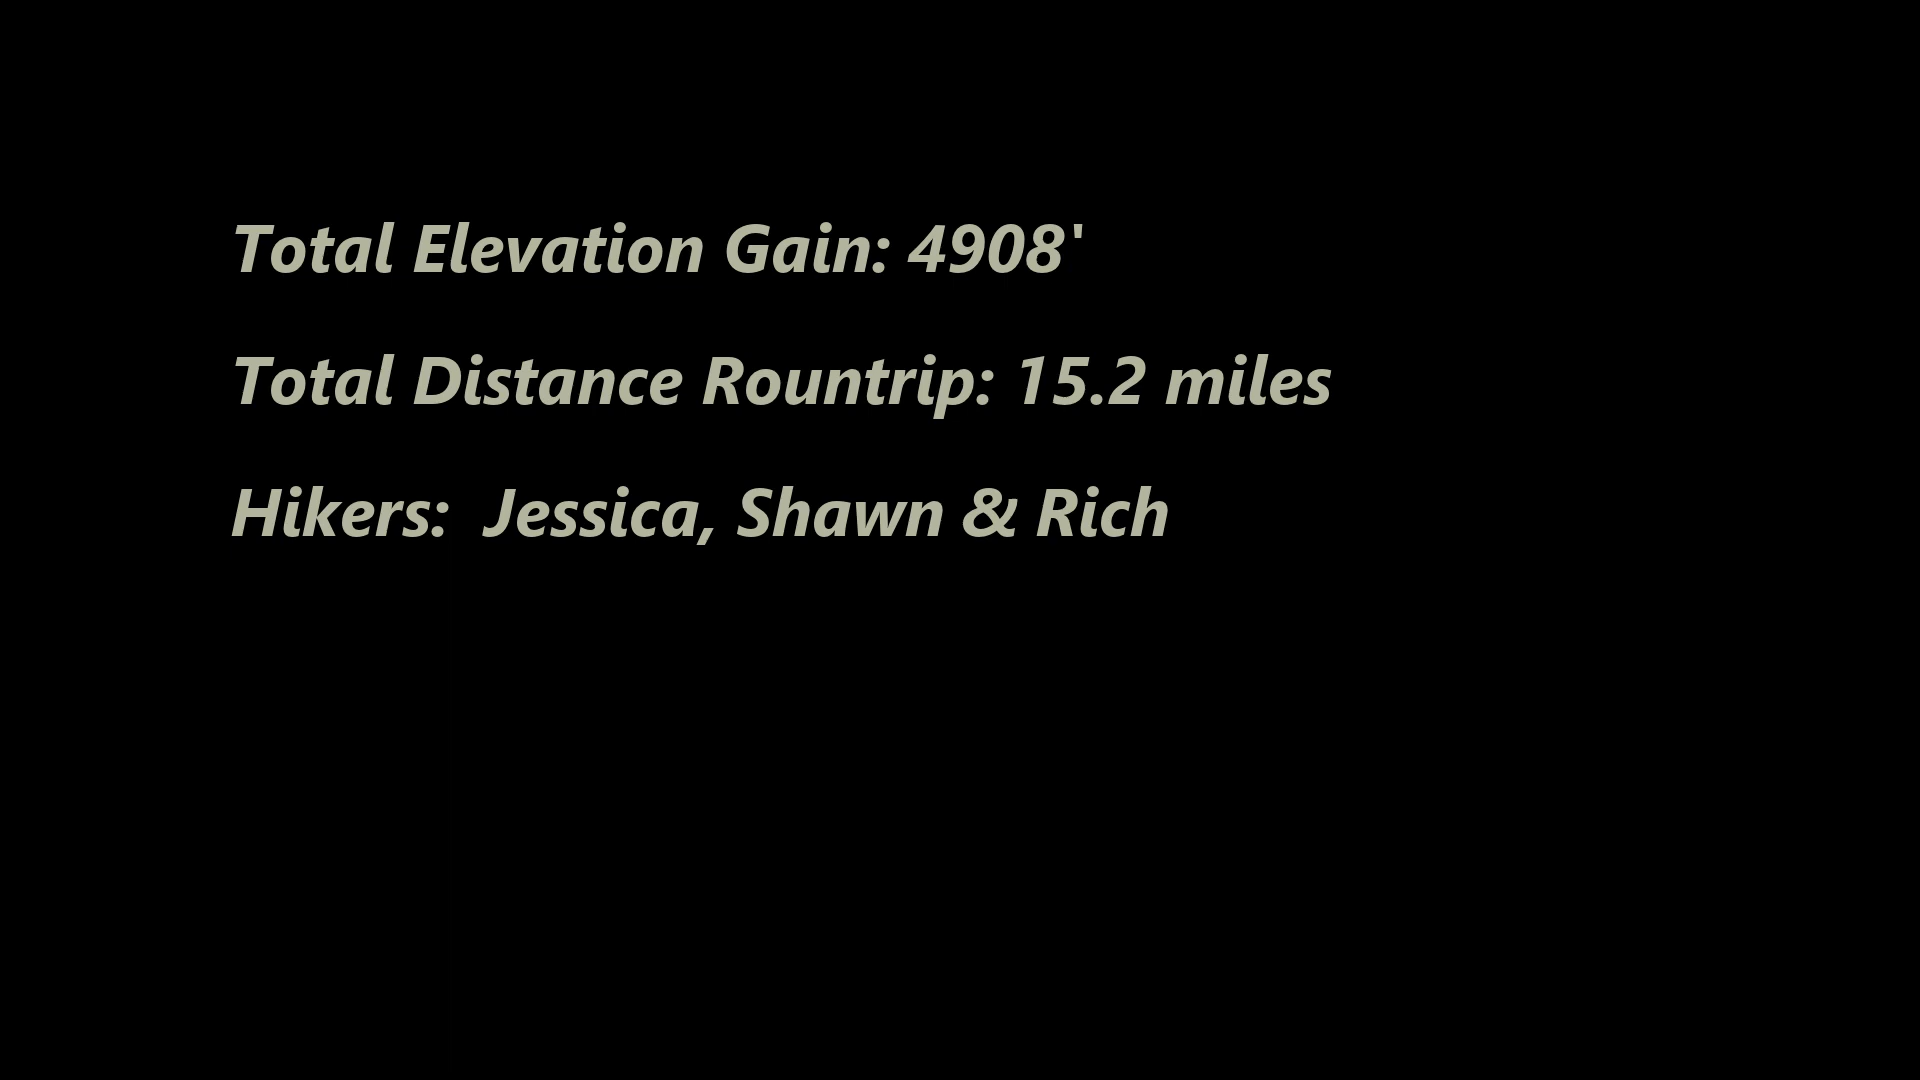 Total Elevation Gain: 4908'
Total Distance Rountrip: 15.2 miles
Hikers:  Jessica, Shawn & Rich